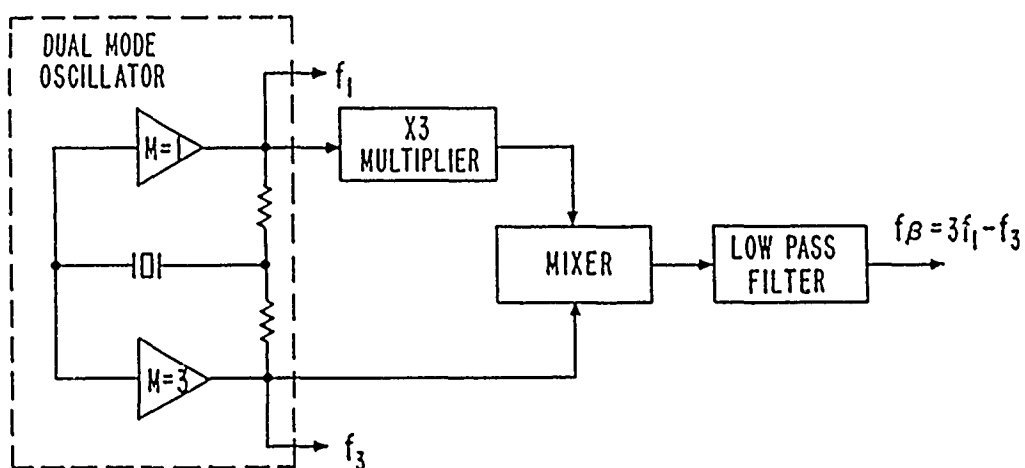 DUAL MODE
OSCILLATOR
f₁
M=1
X3
MULTIPLIER
MIXER
LOW PASS
FILTER
fβ=3f₁-f₃
M=3
f₃